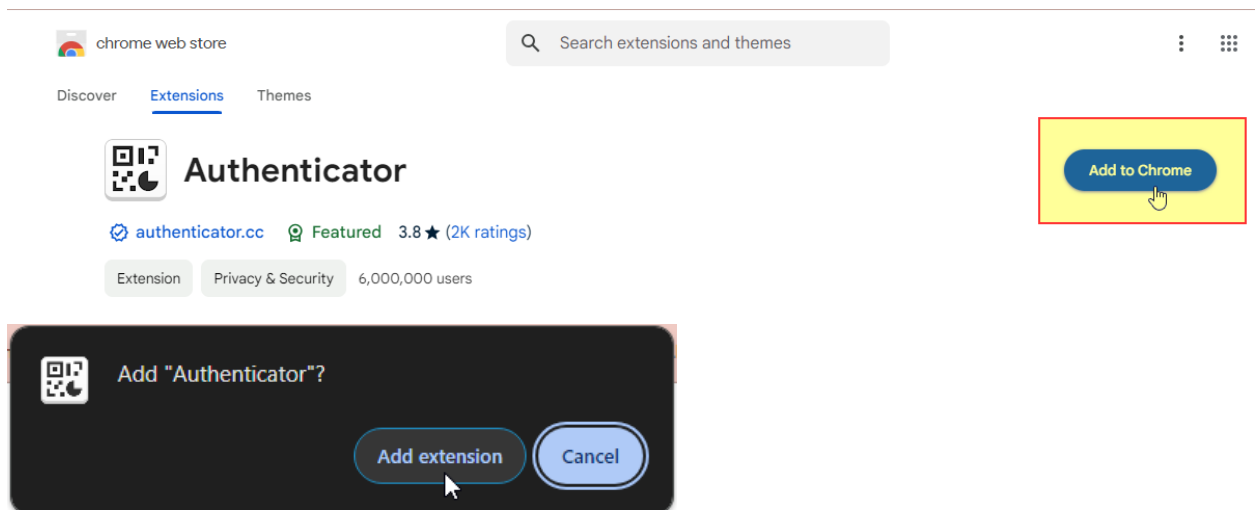 chrome web store
Search extensions and themes
Discover Extensions Themes
Authenticator
Add to Chrome
authenticator.cc Featured 3.8★ (2K ratings)
Extension Privacy & Security 6,000,000 users
Add "Authenticator"?
Add extension Cancel